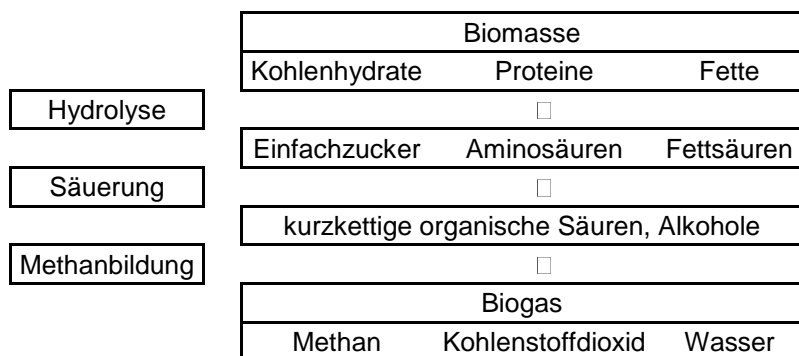 Biomasse
Kohlenhydrate Proteine Fette
Hydrolyse
Einfachzucker Aminosäuren Fettsäuren
Säuerung
kurzkettige organische Säuren, Alkohole
Methanbildung
Biogas
Methan Kohlenstoffdioxid Wasser